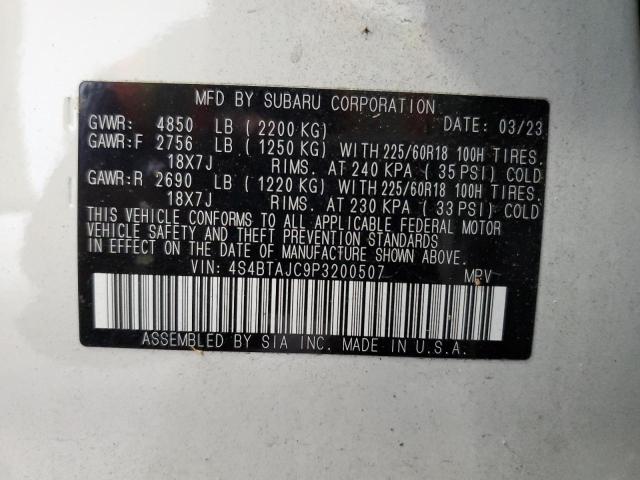 MFD BY SUBARU CORPORATION
GVWR: 4850 LB (2200 KG) DATE: 03/23
GAWR:F 2756 LB (1250 KG) WITH 225/60R18 100H TIRES.
18X7J RIMS. AT 240 KPA (35 PSI) COLD
GAWR:R 2690 LB (1220 KG) WITH 225/60R18 100H TIRES.
18X7J RIMS. AT 230 KPA (33 PSI) COLD
THIS VEHICLE CONFORMS TO ALL APPLICABLE FEDERAL MOTOR
VEHICLE SAFETY AND THEFT PREVENTION STANDARDS
IN EFFECT ON THE DATE OF MANUFACTURE SHOWN ABOVE.
VIN: 4S4BTAJC9P3200507 MPV
ASSEMBLED BY SIA INC. MADE IN U.S.A.